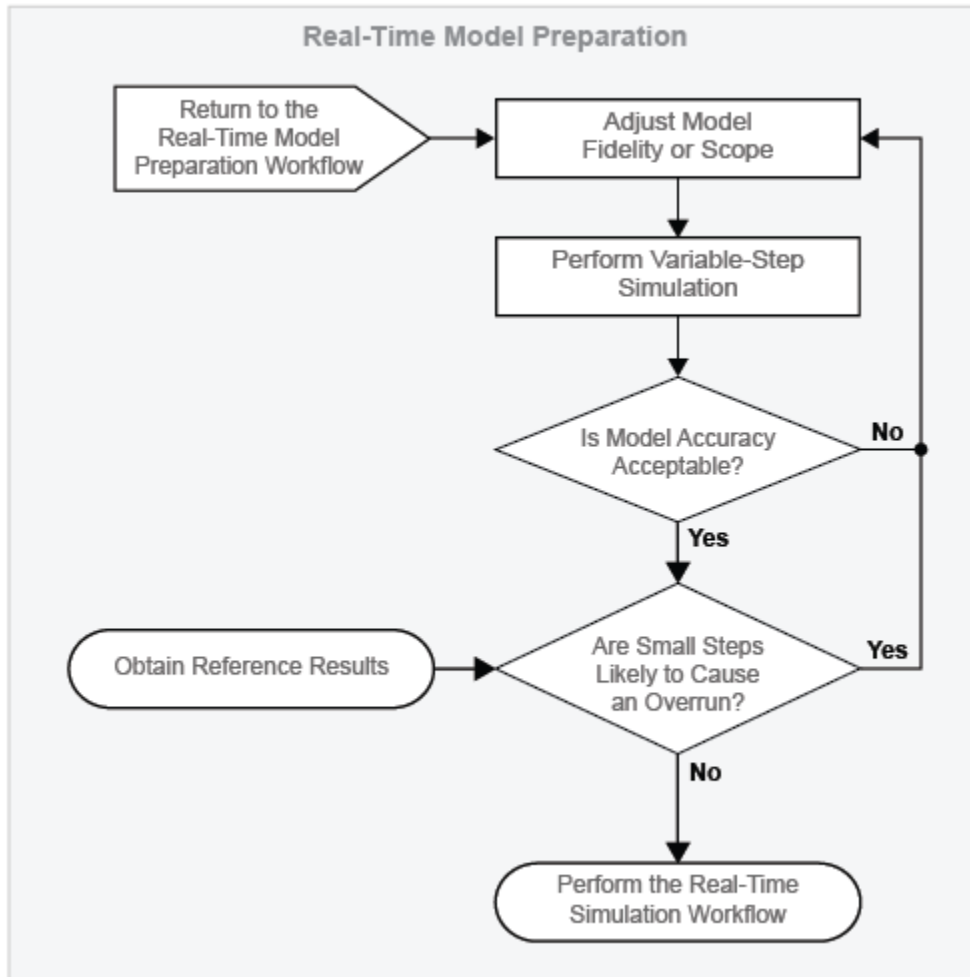 Real-Time Model Preparation
Return to the
Real-Time Model
Preparation Workflow
Adjust Model
Fidelity or Scope
Perform Variable-Step
Simulation
Is Model Accuracy
Acceptable?
No
Yes
Obtain Reference Results
Are Small Steps
Likely to Cause
an Overrun?
Yes
No
Perform the Real-Time
Simulation Workflow